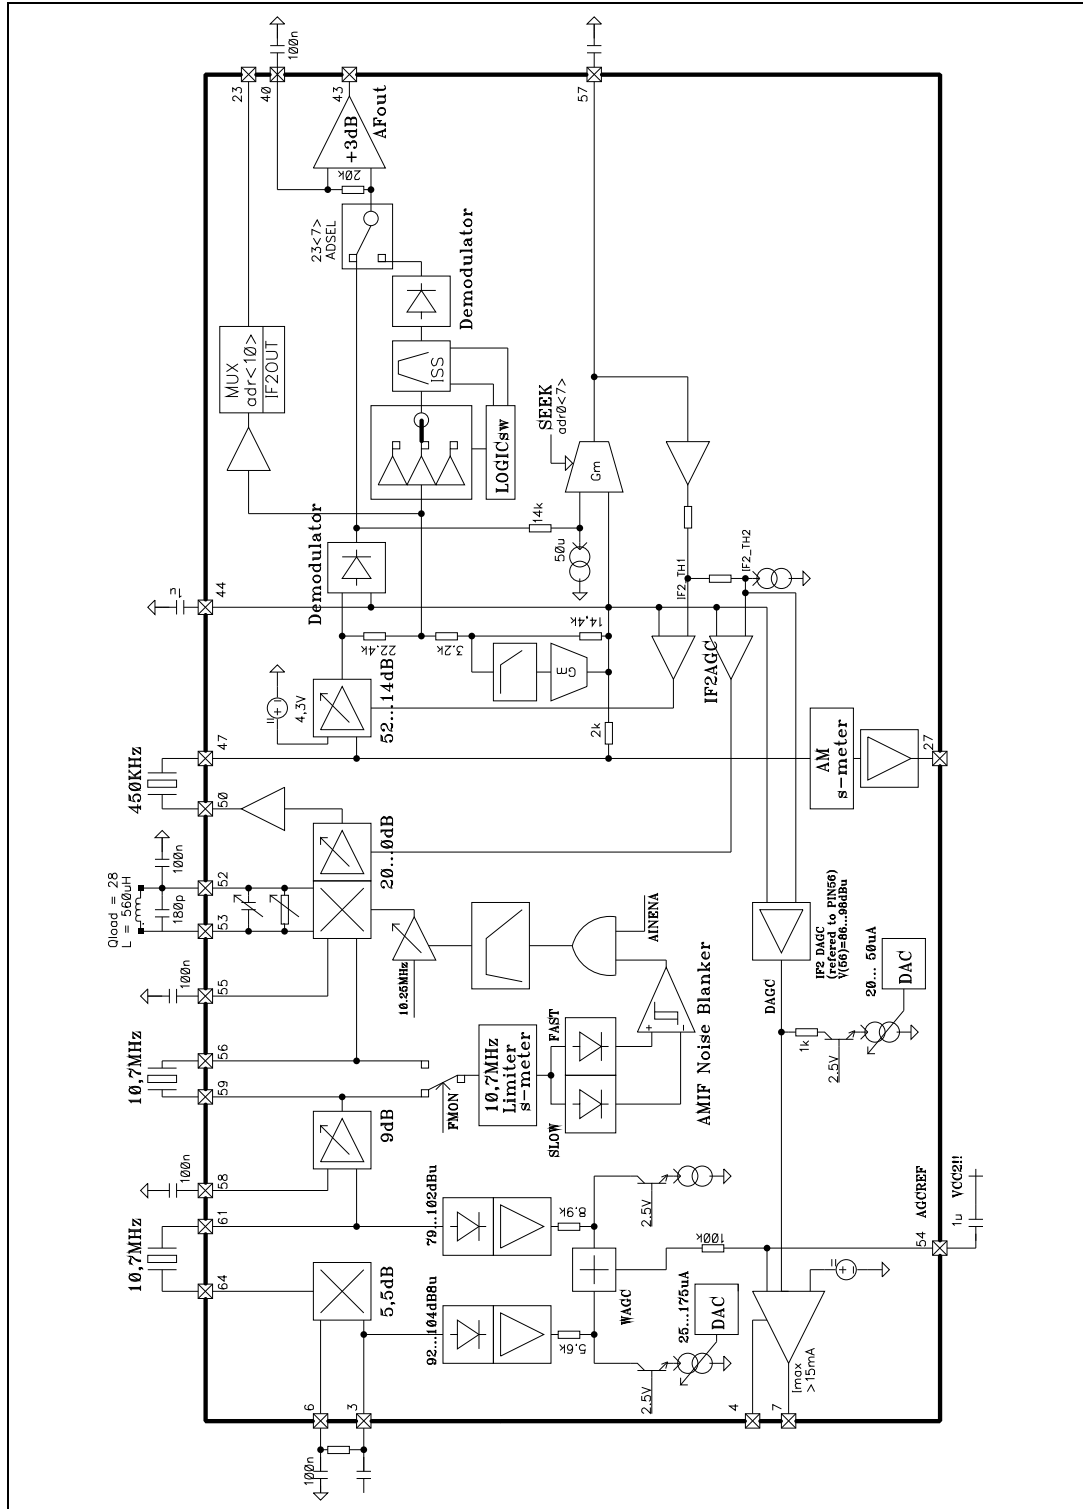 6
3
4
7
100n
64
61
58
59
56
55
53
52
50
47
44
23
40
43
57
27
54
10,7MHz
5,5dB
100n
9dB
10,7MHz
100n
Qload = 28
L = 560uH
180p
100n
20...0dB
450KHz
4,3V
52...14dB
1u
Demodulator
22.4k
3.2k
14.4k
Gm
2k
MUX
adr<10>
IF2OUT
100n
+3dB
AFout
20k
23<7>
ADSEL
Demodulator
ISS
LOGICsw
SEEK
adr0<7>
Gm
14k
50u
IF2_TH1
IF2_TH2
IF2AGC
AM
s-meter
10.25MHz
AINENA
FMON
10,7MHz
Limiter
s-meter
FAST
SLOW
+
−
AMIF Noise Blanker
DAGC
IF2 DAGC
(refered to PIN56)
V(56)=86...98dBu
1k
2.5V
20... 50uA
DAC
79...102dBu
8.9k
2.5V
92...104dB8u
5.6k
2.5V
WAGC
100k
25...175uA
DAC
AGCREF
1u
VCC2!!
Imax
>15mA